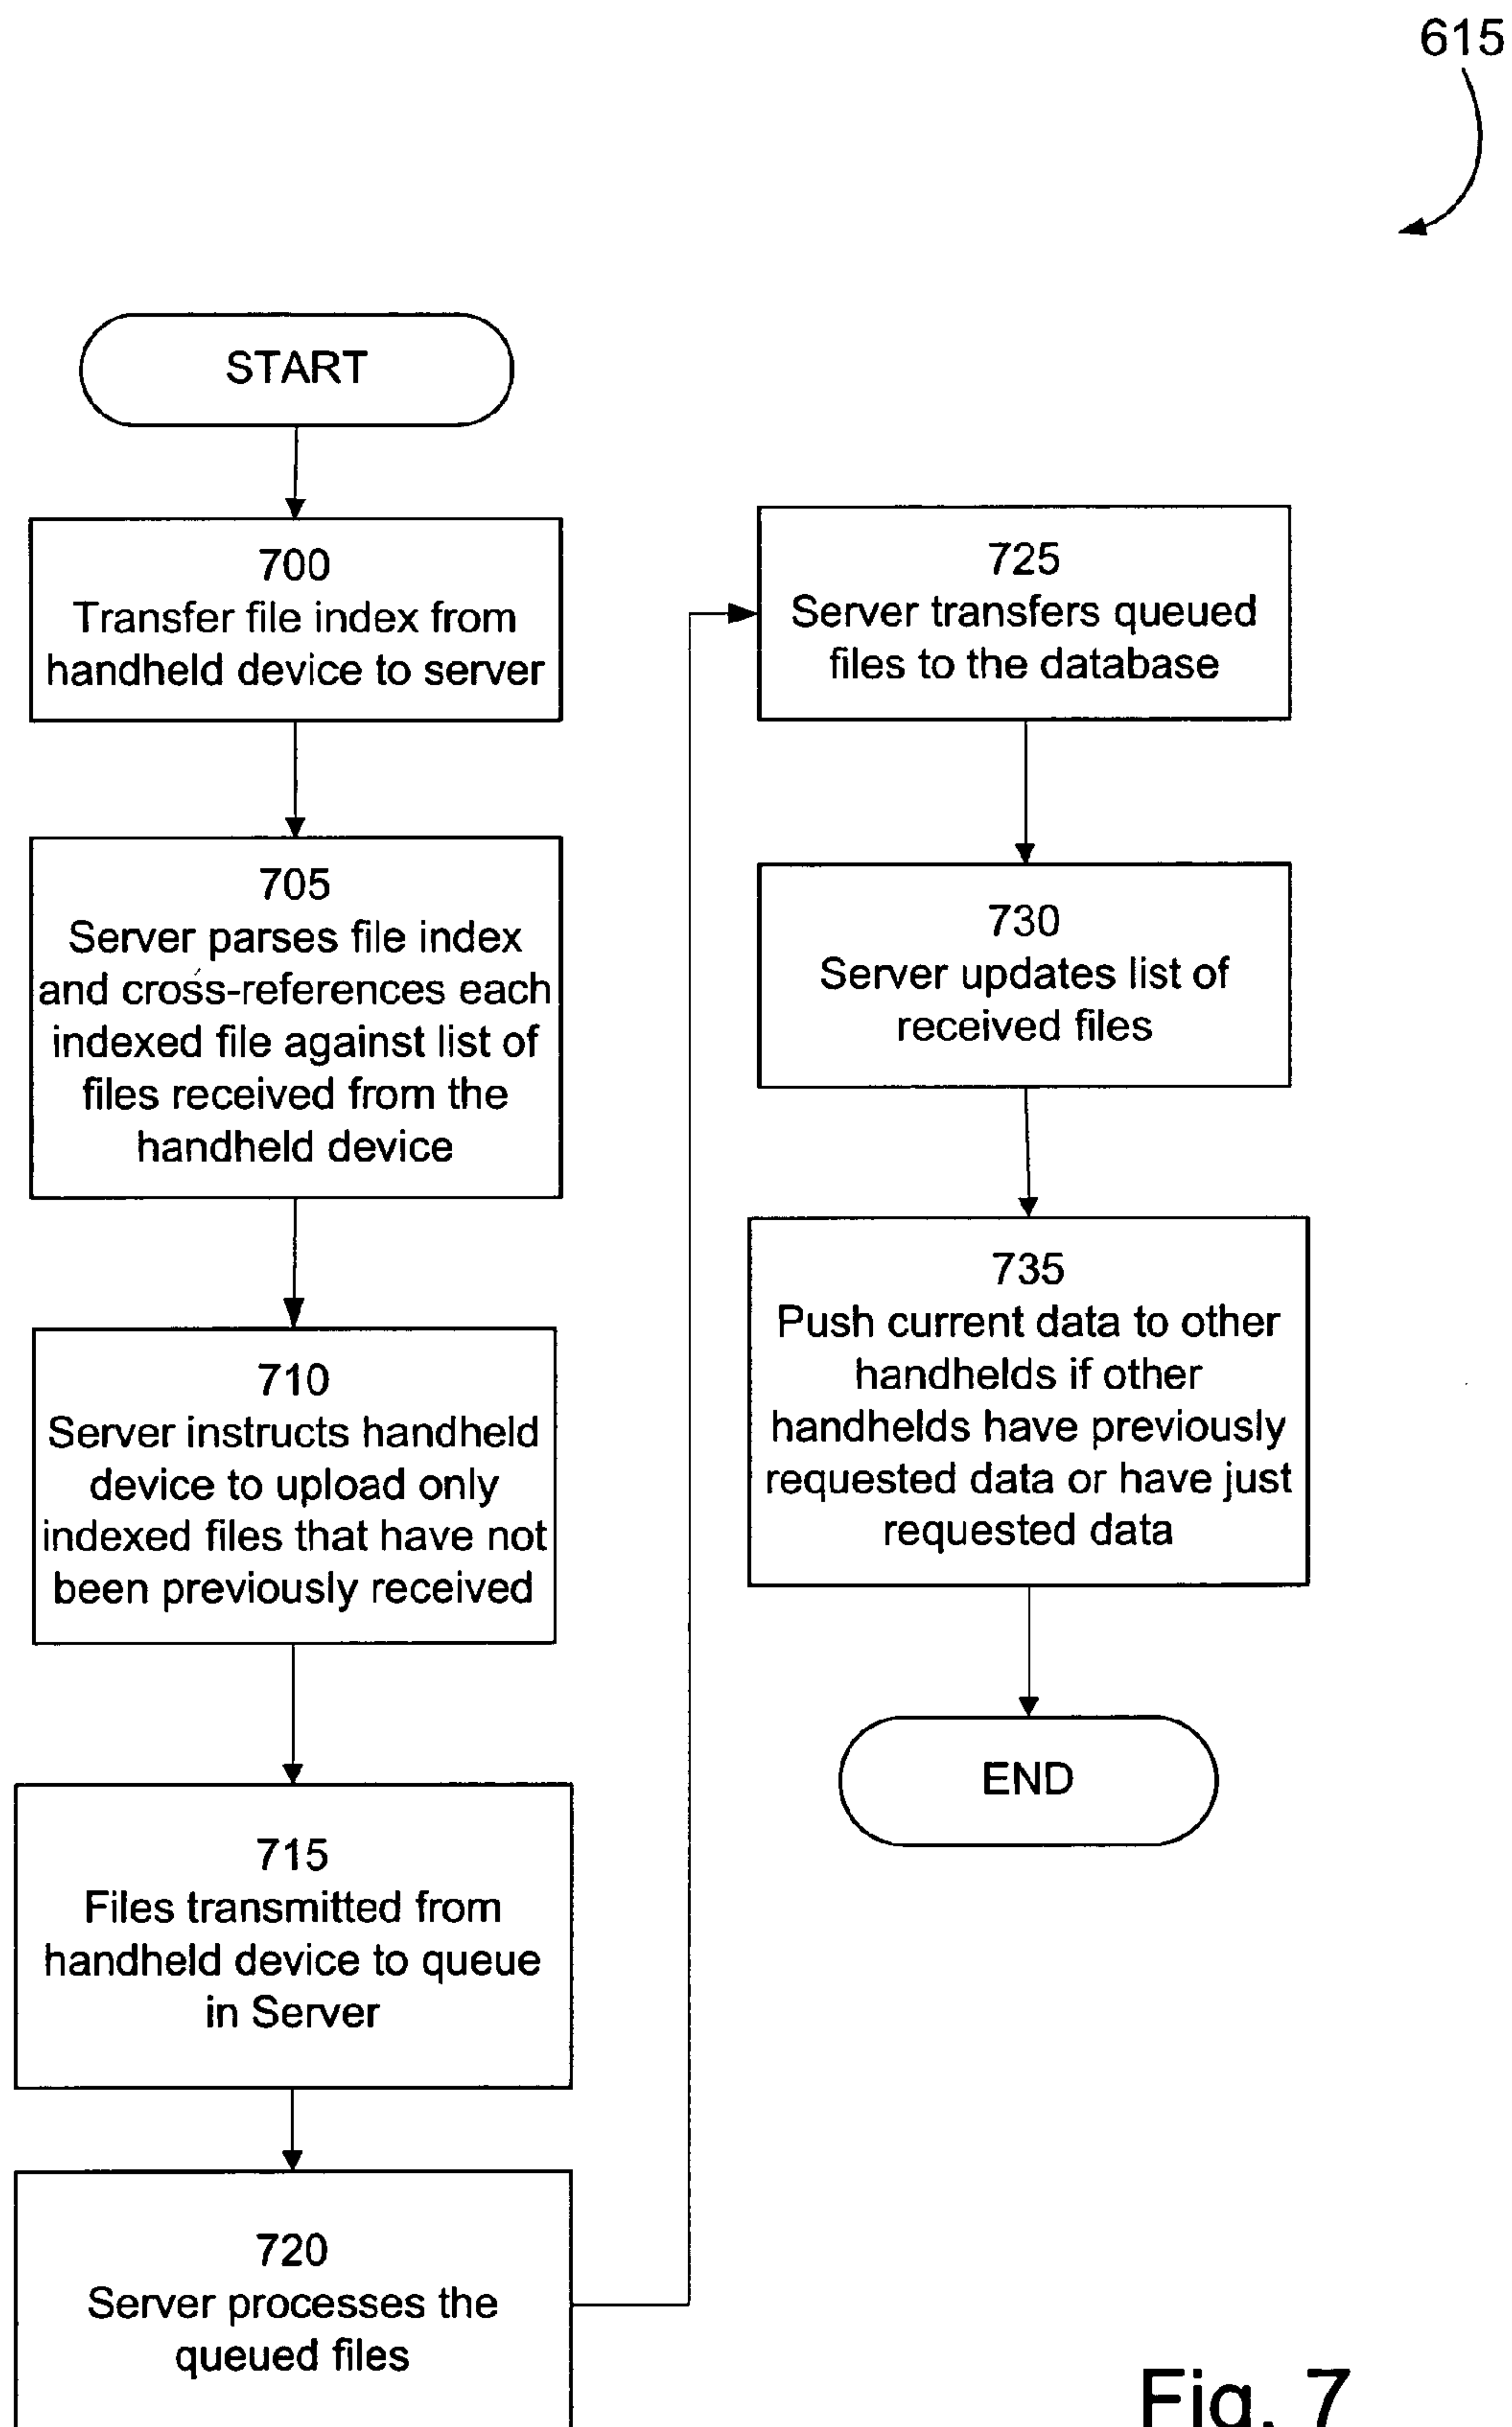 615
START
700
Transfer file index from
handheld device to server
705
Server parses file index
and cross-references each
indexed file against list of
files received from the
handheld device
710
Server instructs handheld
device to upload only
indexed files that have not
been previously received
715
Files transmitted from
handheld device to queue
in Server
720
Server processes the
queued files
725
Server transfers queued
files to the database
730
Server updates list of
received files
735
Push current data to other
handhelds if other
handhelds have previously
requested data or have just
requested data
END
Fig. 7